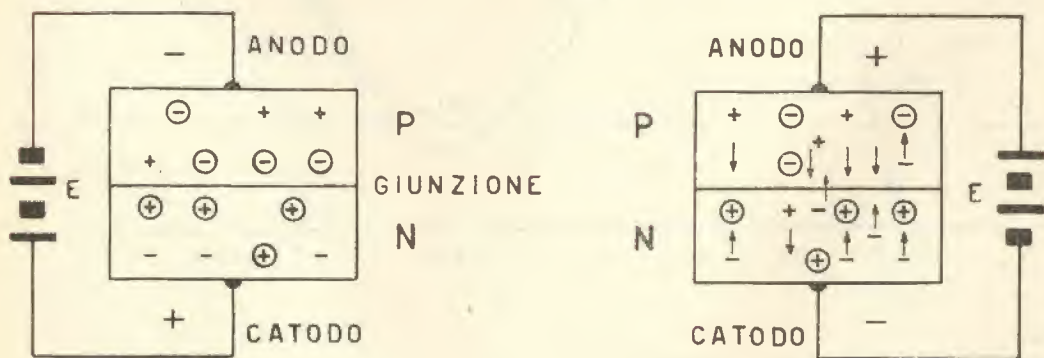 − ANODO
P
E
GIUNZIONE
N
+
CATODO
ANODO +
P
E
N
CATODO −